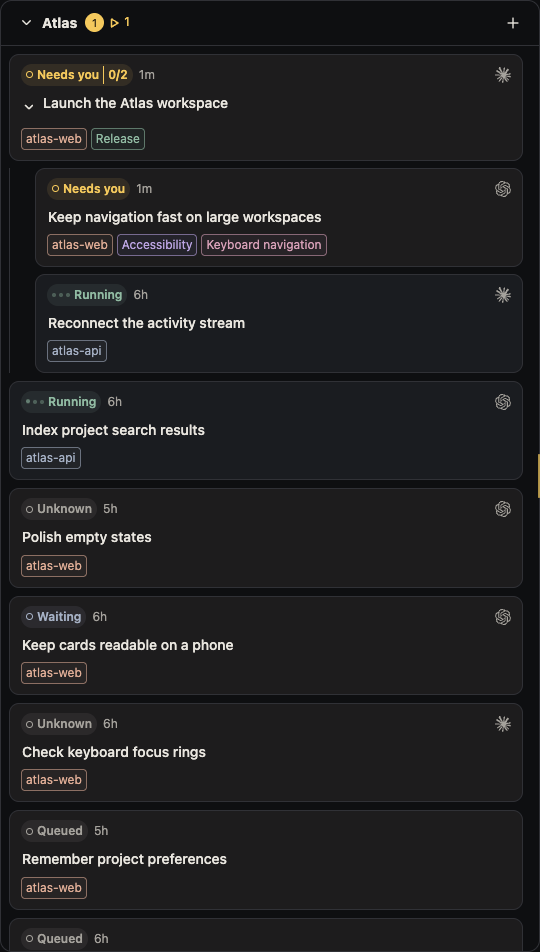 Atlas 1 1
Needs you 0/2 1m
Launch the Atlas workspace
atlas-web Release
Needs you 1m
Keep navigation fast on large workspaces
atlas-web Accessibility Keyboard navigation
Running 6h
Reconnect the activity stream
atlas-api
Running 6h
Index project search results
atlas-api
Unknown 5h
Polish empty states
atlas-web
Waiting 6h
Keep cards readable on a phone
atlas-web
Unknown 6h
Check keyboard focus rings
atlas-web
Queued 5h
Remember project preferences
atlas-web
Queued 6h